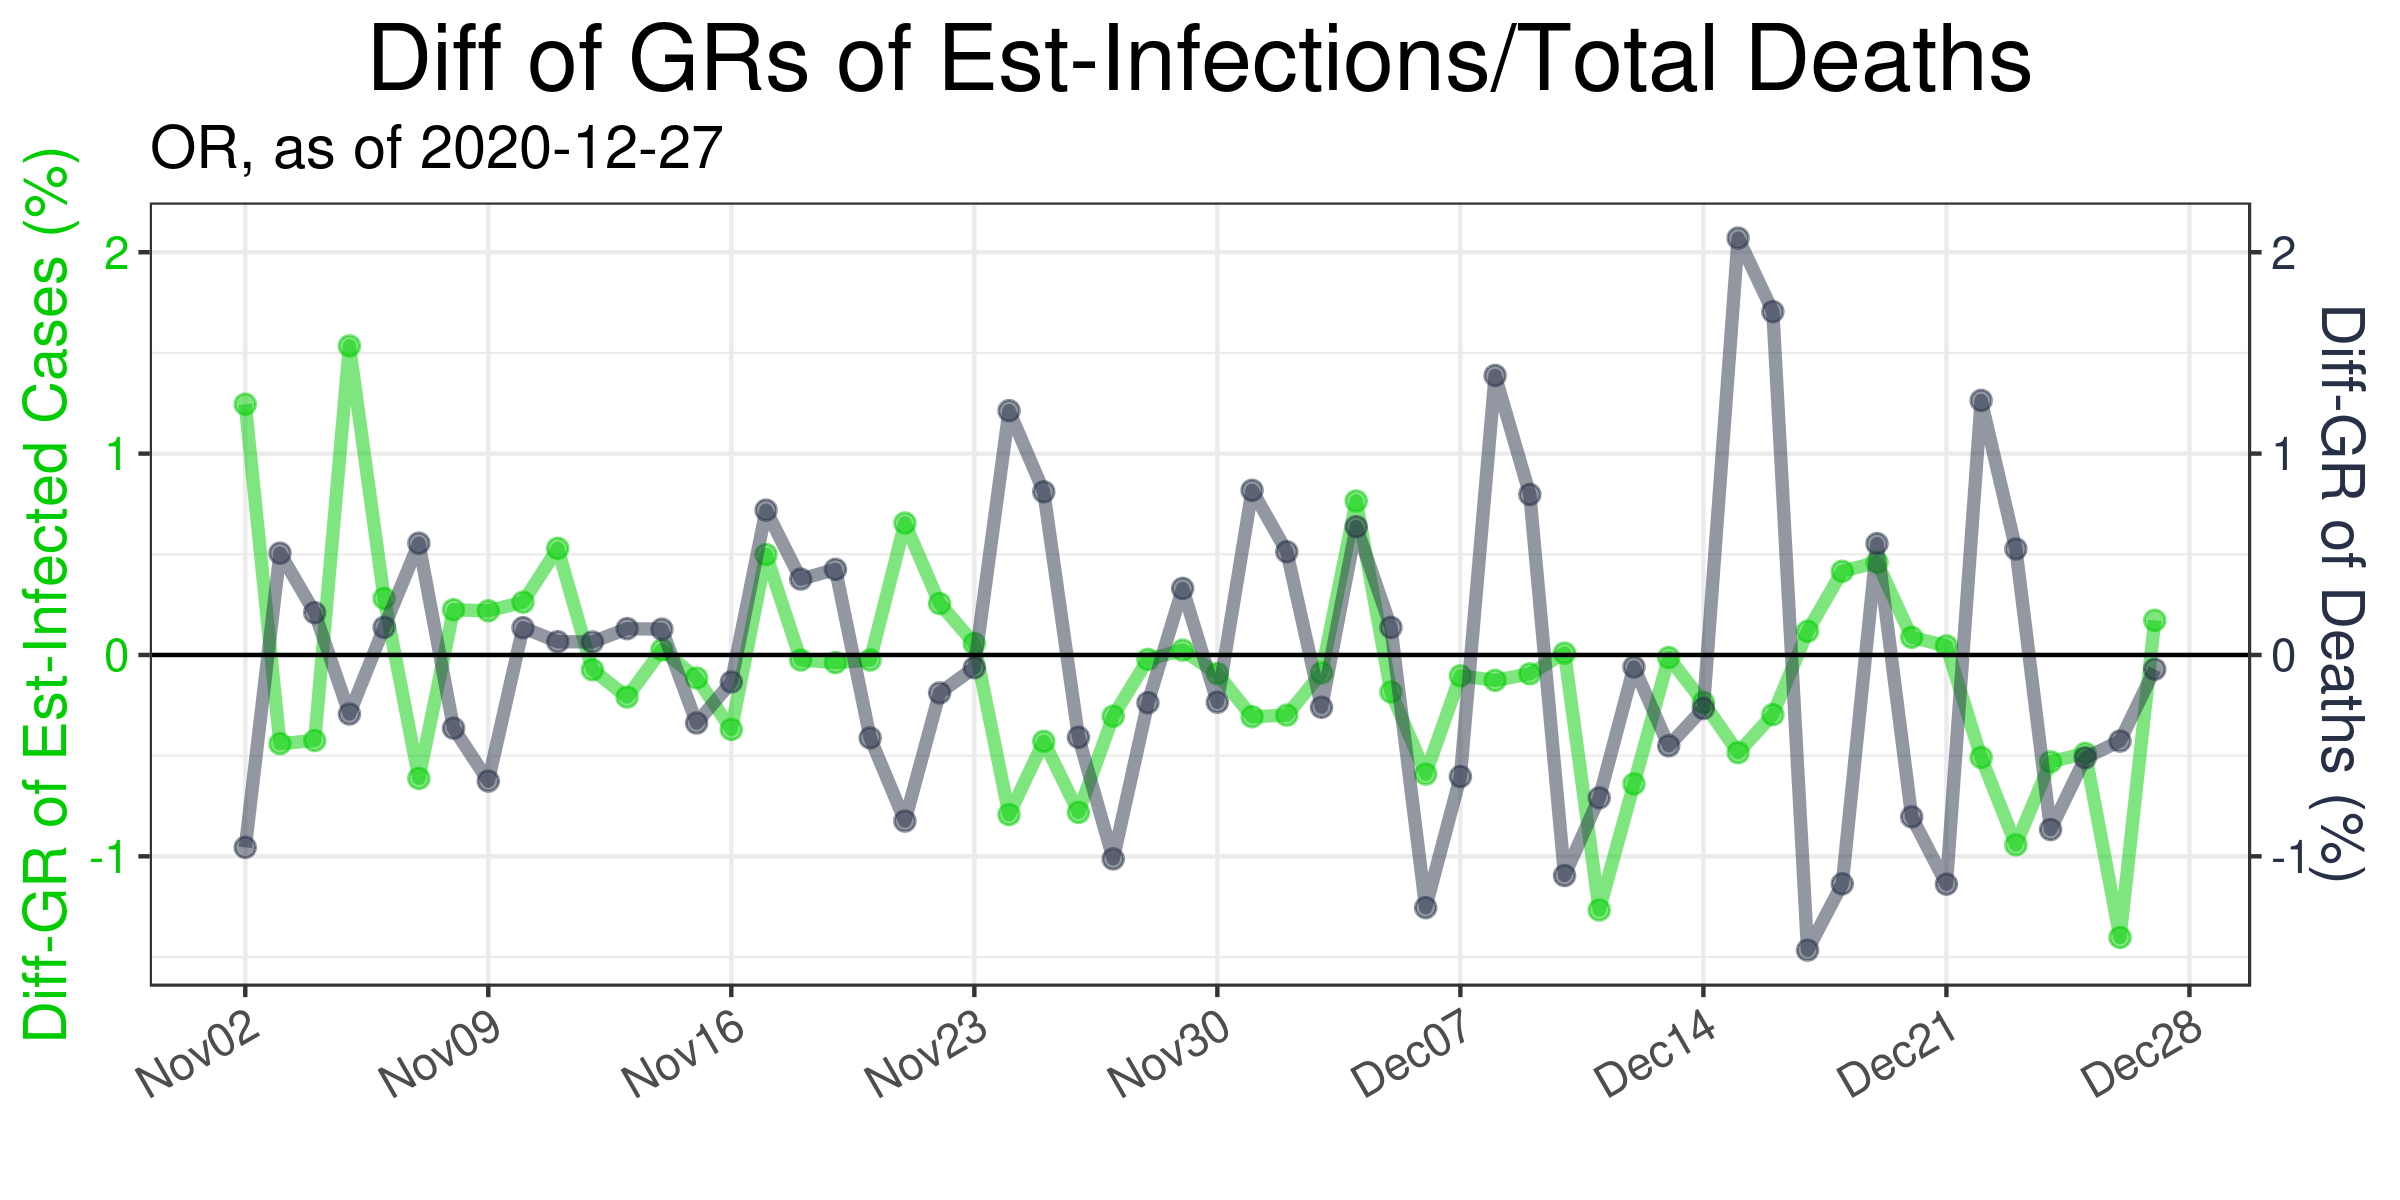 Diff of GRs of Est-Infections/Total Deaths
OR, as of 2020-12-27
Diff-GR of Est-Infected Cases (%)
2
1
0
-1
2
1
0
-1
Diff-GR of Deaths (%)
Nov02
Nov09
Nov16
Nov23
Nov30
Dec07
Dec14
Dec21
Dec28